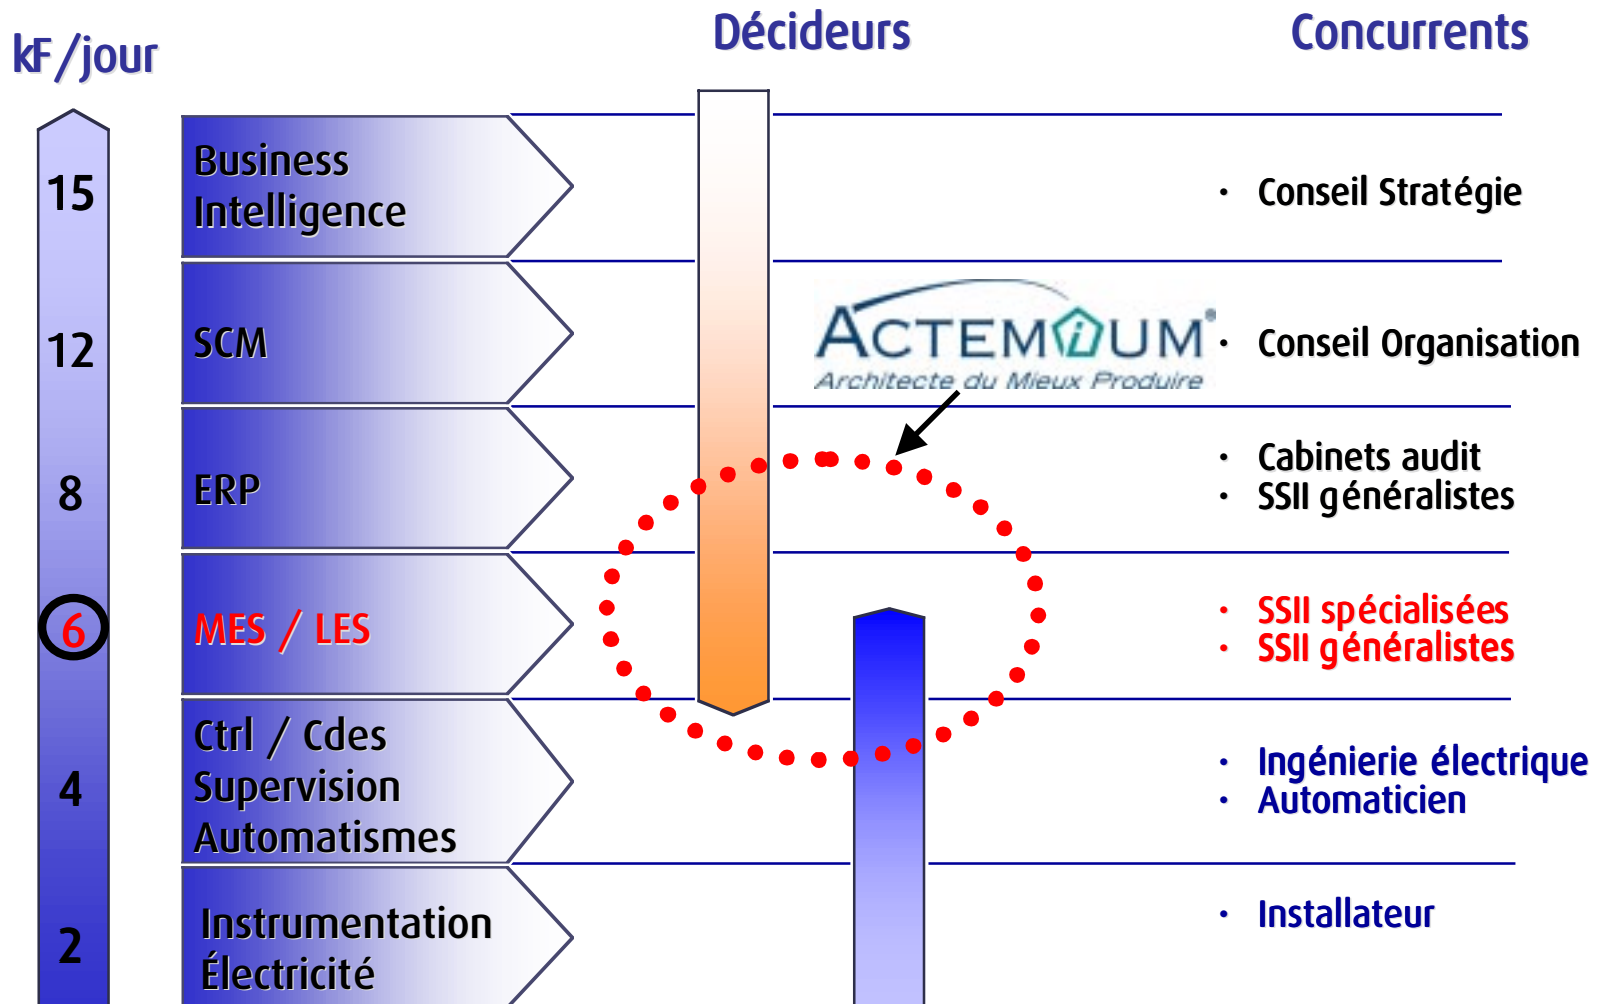 kF/jour
Décideurs
Concurrents
15
Business
Intelligence
• Conseil Stratégie
12
SCM
ACTEMIUM®
Architecte du Mieux Produire
• Conseil Organisation
8
ERP
• Cabinets audit
• SSII généralistes
6
MES / LES
• SSII spécialisées
• SSII généralistes
4
Ctrl / Cdes
Supervision
Automatismes
• Ingénierie électrique
• Automaticien
2
Instrumentation
Électricité
• Installateur